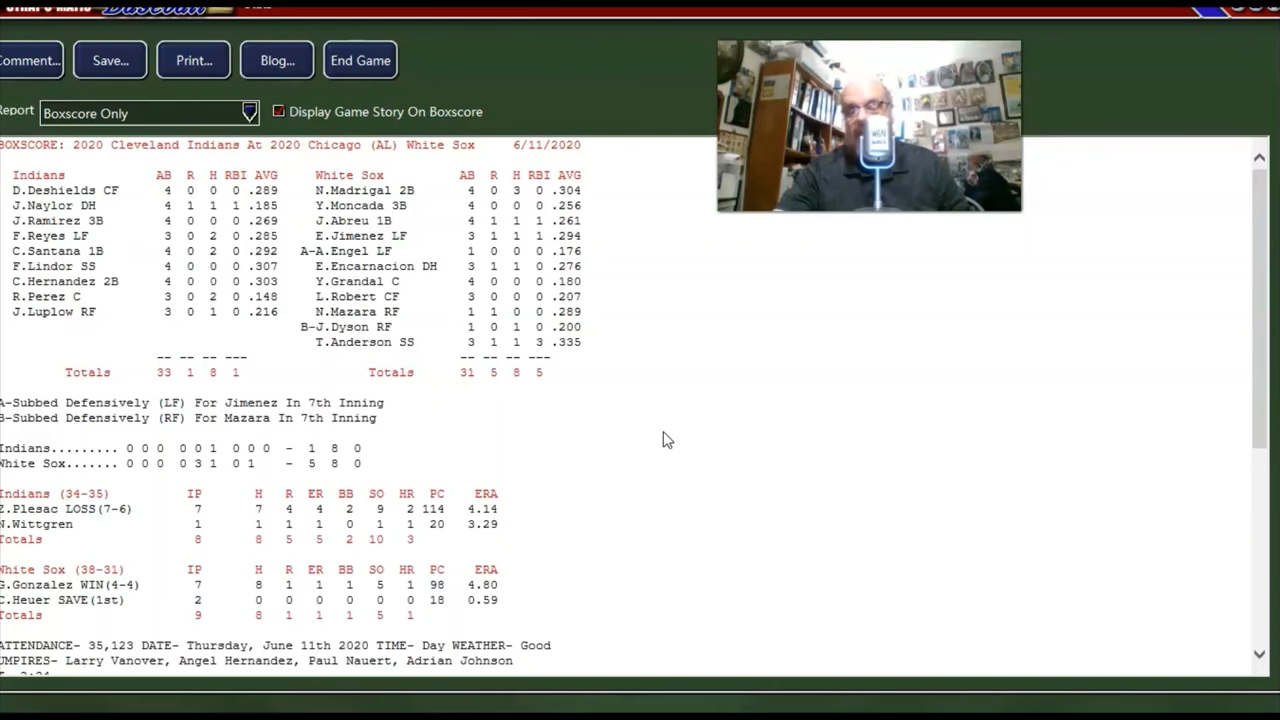 STRAT-O-MATIC Baseball
Comment... Save... Print... Blog... End Game
Report Boxscore Only Display Game Story On Boxscore
BOXSCORE: 2020 Cleveland Indians At 2020 Chicago (AL) White Sox 6/11/2020
Indians AB R H RBI AVG White Sox AB R H RBI AVG
D.Deshields CF 4 0 0 0 .289 N.Madrigal 2B 4 0 3 0 .304
J.Naylor DH 4 1 1 1 .185 Y.Moncada 3B 4 0 0 0 .256
J.Ramirez 3B 4 0 0 0 .269 J.Abreu 1B 4 1 1 1 .261
F.Reyes LF 3 0 2 0 .285 E.Jimenez LF 3 1 1 1 .294
C.Santana 1B 4 0 2 0 .292 A-A.Engel LF 1 0 0 0 .176
F.Lindor SS 4 0 0 0 .307 E.Encarnacion DH 3 1 1 0 .276
C.Hernandez 2B 4 0 0 0 .303 Y.Grandal C 4 0 0 0 .180
R.Perez C 3 0 2 0 .148 L.Robert CF 3 0 0 0 .207
J.Luplow RF 3 0 1 0 .216 N.Mazara RF 1 1 0 0 .289
B-J.Dyson RF 1 0 1 0 .200
T.Anderson SS 3 1 1 3 .335
-- -- -- --- -- -- -- ---
Totals 33 1 8 1 Totals 31 5 8 5
A-Subbed Defensively (LF) For Jimenez In 7th Inning
B-Subbed Defensively (RF) For Mazara In 7th Inning
Indians......... 0 0 0 0 0 1 0 0 0 - 1 8 0
White Sox....... 0 0 0 0 3 1 0 1 - 5 8 0
Indians (34-35) IP H R ER BB SO HR PC ERA
Z.Plesac LOSS(7-6) 7 7 4 4 2 9 2 114 4.14
N.Wittgren 1 1 1 1 0 1 1 20 3.29
Totals 8 8 5 5 2 10 3
White Sox (38-31) IP H R ER BB SO HR PC ERA
G.Gonzalez WIN(4-4) 7 8 1 1 1 5 1 98 4.80
C.Heuer SAVE(1st) 2 0 0 0 0 0 0 18 0.59
Totals 9 8 1 1 1 5 1
ATTENDANCE- 35,123 DATE- Thursday, June 11th 2020 TIME- Day WEATHER- Good
UMPIRES- Larry Vanover, Angel Hernandez, Paul Nauert, Adrian Johnson
WGN